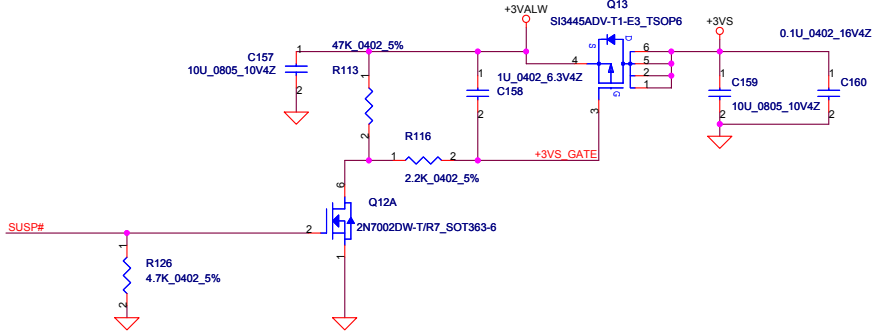 Q13
+3VALW
SI3445ADV-T1-E3_TSOP6
+3VS
0.1U_0402_16V4Z
47K_0402_5%
C157
10U_0805_10V4Z
1
2
R113
1
2
1U_0402_6.3V4Z
C158
1
2
4
S
D
G
3
6
5
2
1
C159
10U_0805_10V4Z
1
2
C160
1
2
R116
1
2
2.2K_0402_5%
+3VS_GATE
6
Q12A
2N7002DW-T/R7_SOT363-6
2
1
SUSP#
1
R126
4.7K_0402_5%
2